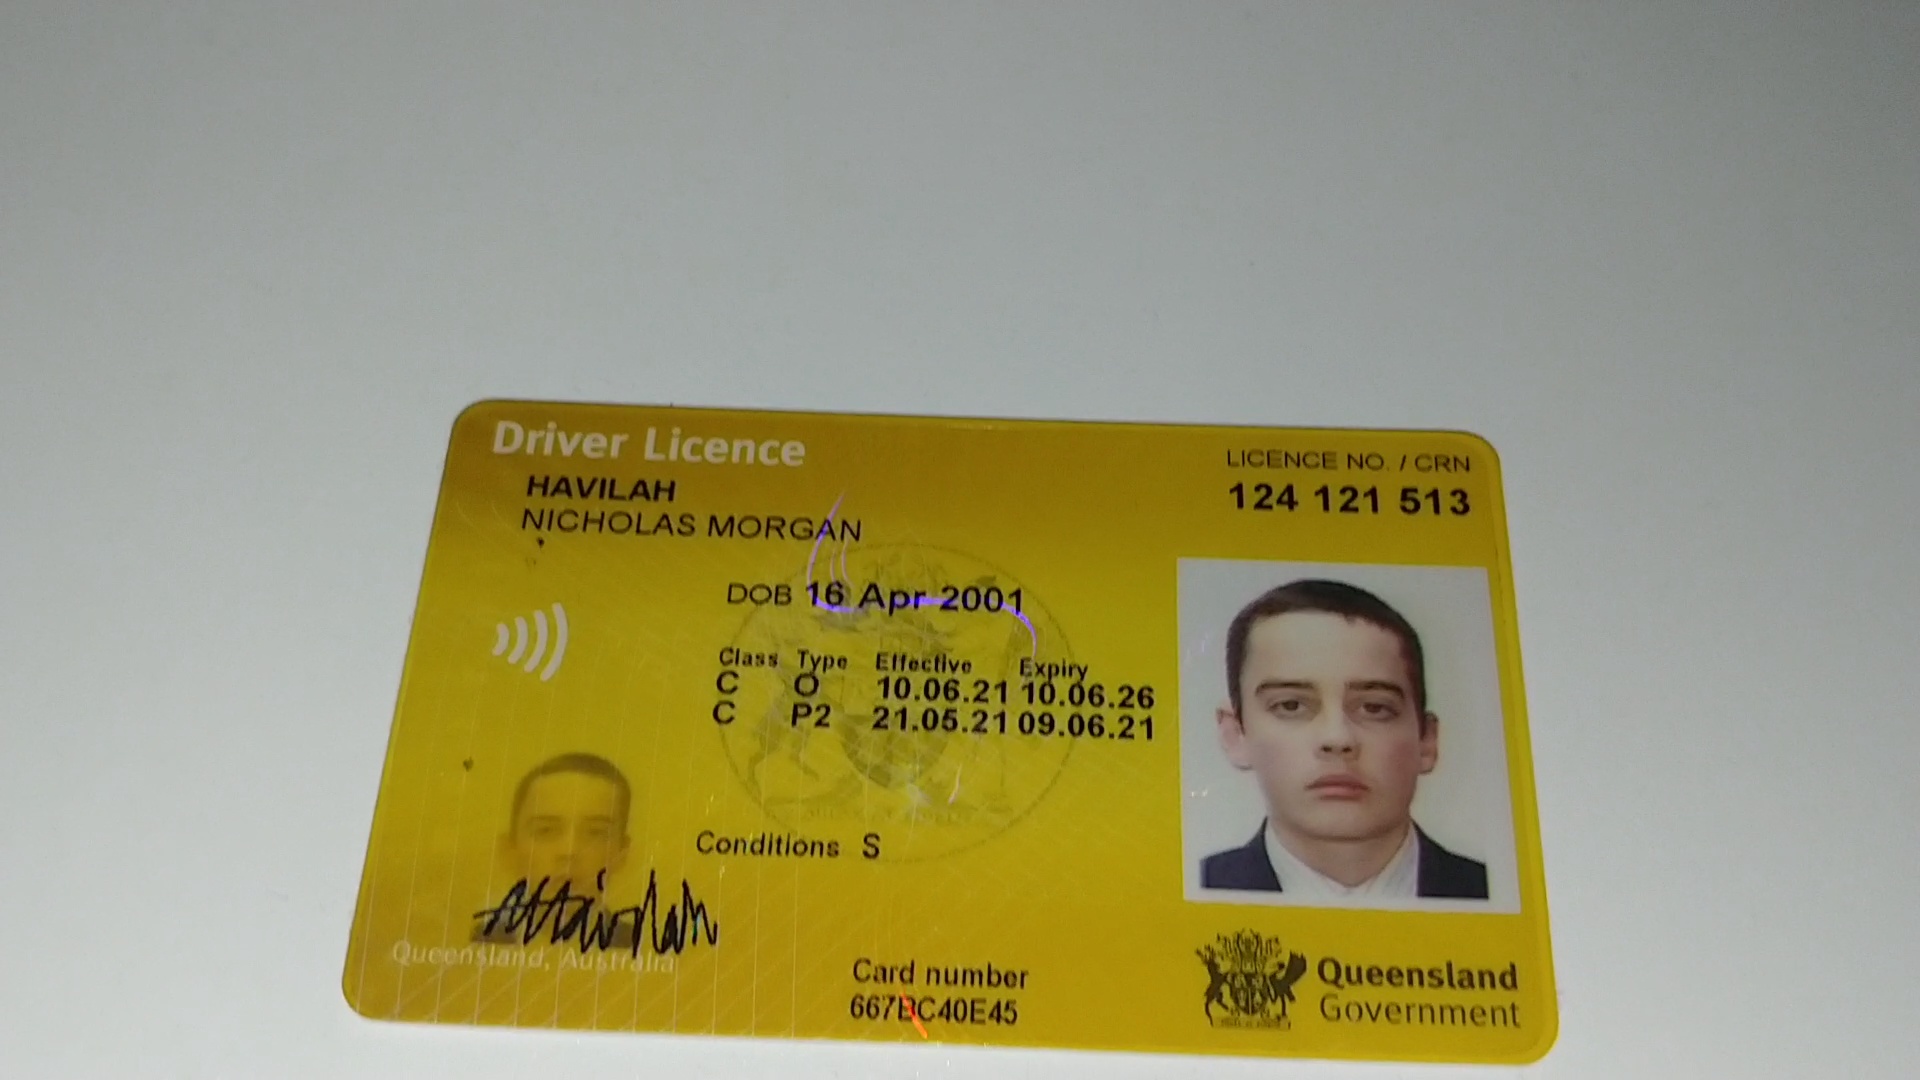 Driver Licence
LICENCE NO. / CRN
HAVILAH
124 121 513
NICHOLAS MORGAN
DOB 16 Apr 2001
Class Type Effective Expiry
C O 10.06.21 10.06.26
C P2 21.05.21 09.06.21
Conditions S
Queensland, Australia
Card number
667BC40E45
Queensland
Government